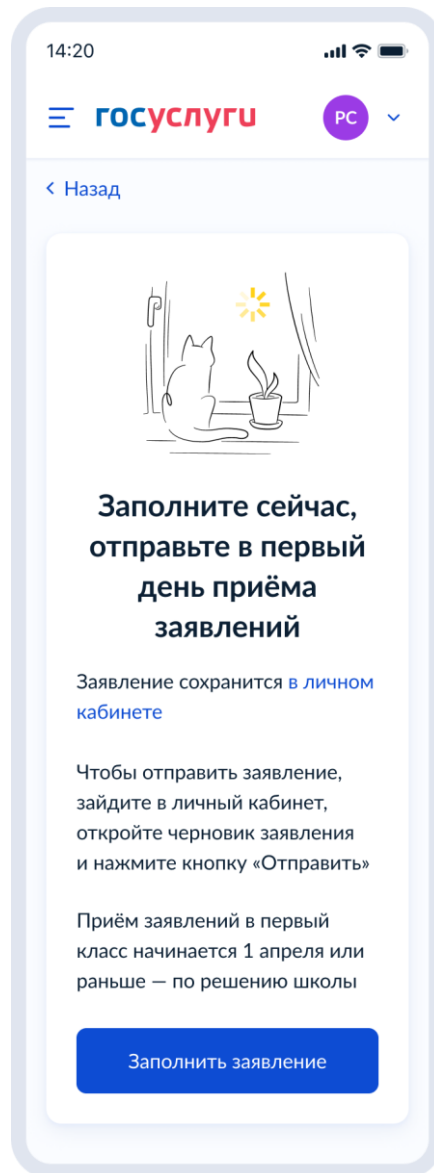 14:20
госуслуги
РС
Назад
Заполните сейчас,
отправьте в первый
день приёма
заявлений
Заявление сохранится в личном
кабинете
Чтобы отправить заявление,
зайдите в личный кабинет,
откройте черновик заявления
и нажмите кнопку «Отправить»
Приём заявлений в первый
класс начинается 1 апреля или
раньше — по решению школы
Заполнить заявление